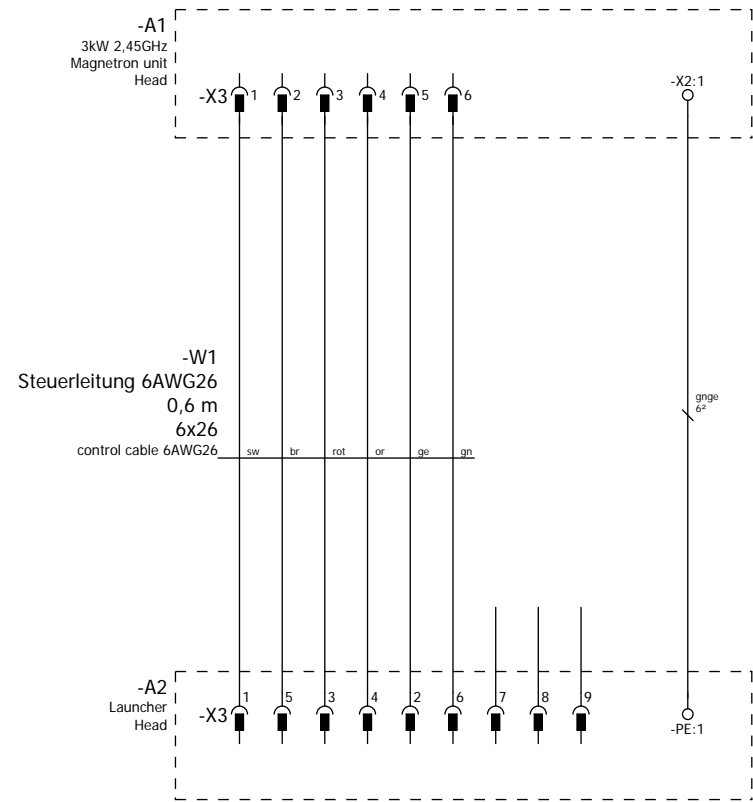 -A1
3kW 2,45GHz
Magnetron unit
Head
-X3 1 2 3 4 5 6
-X2:1
-W1
Steuerleitung 6AWG26
0,6 m
6x26
control cable 6AWG26
sw br rot or ge gn
gnge
6²
-A2
Launcher
Head
-X3 1 5 3 4 2 6 7 8 9
-PE:1